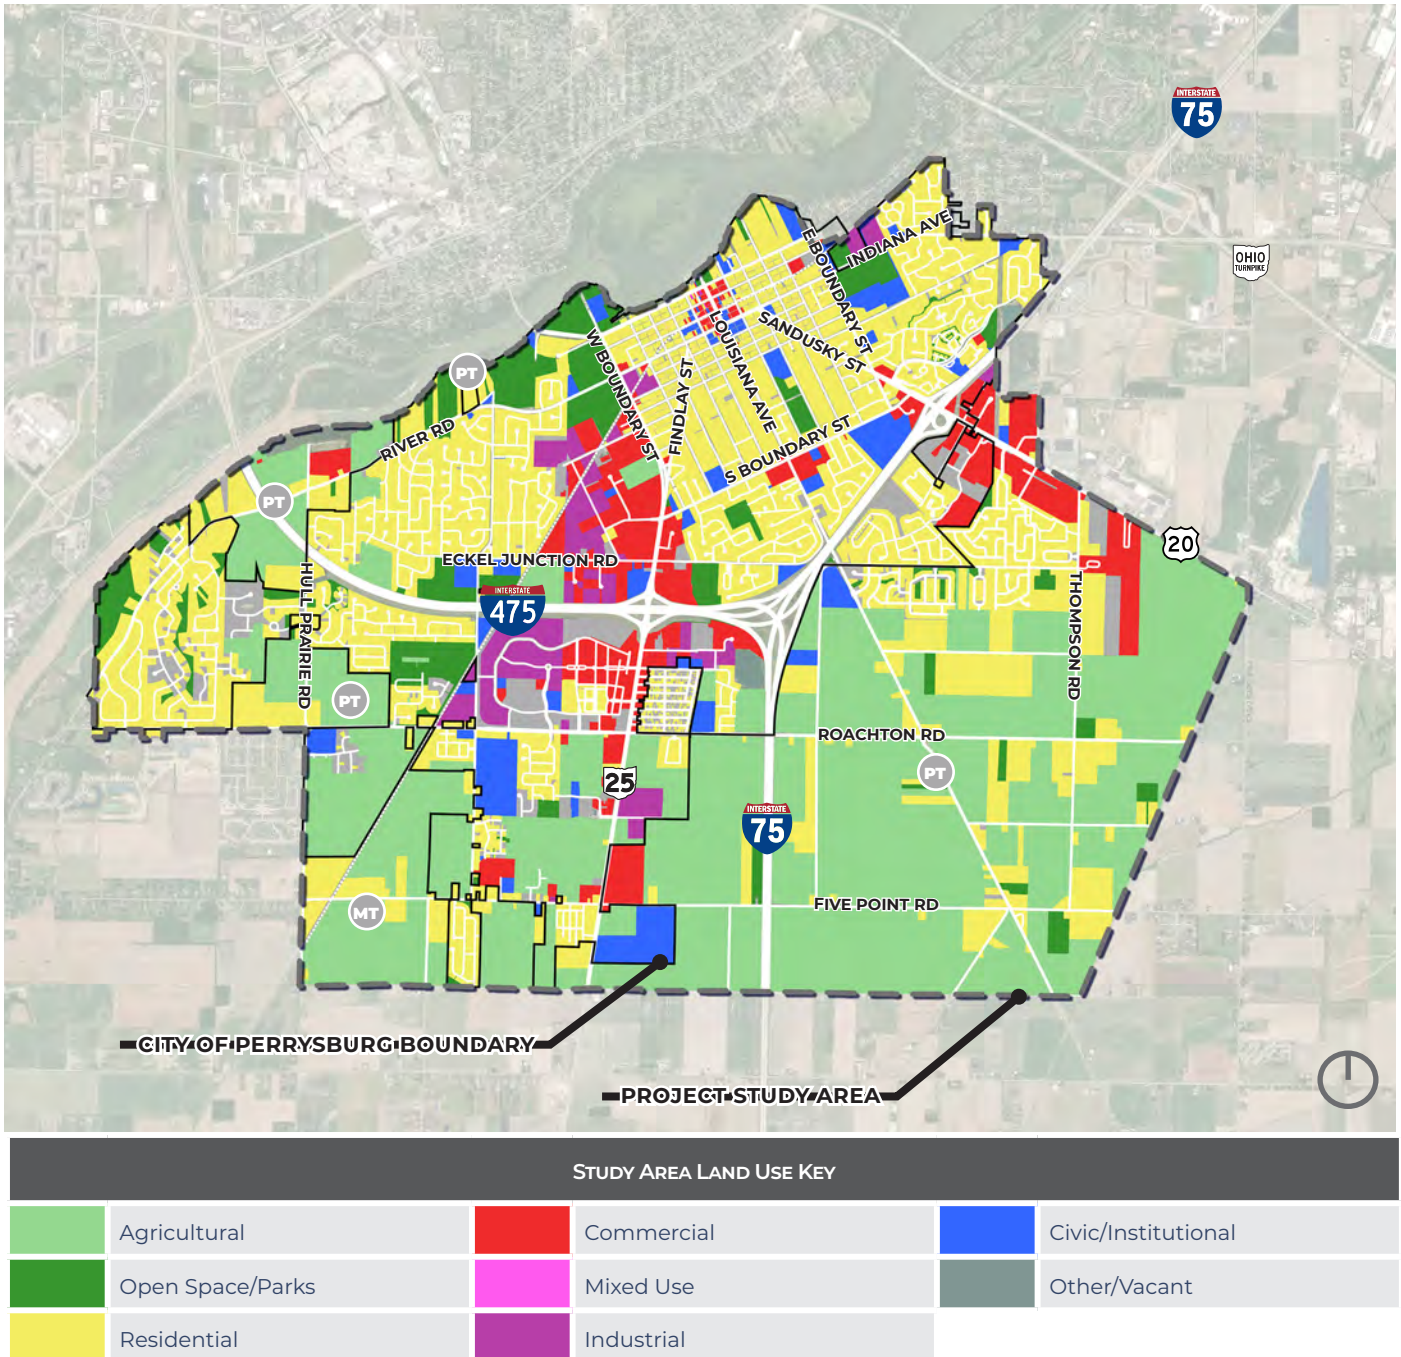 INTERSTATE
75
OHIO
TURNPIKE
INDIANA AVE
E BOUNDARY ST
SANDUSKY ST
LOUISIANA AVE
W BOUNDARY ST
FINDLAY ST
S BOUNDARY ST
PT
RIVER RD
PT
ECKEL JUNCTION RD
20
INTERSTATE
475
HULL PRAIRIE RD
THOMPSON RD
PT
ROACHTON RD
PT
25
INTERSTATE
75
MT
FIVE POINT RD
CITY OF PERRYSBURG BOUNDARY
PROJECT STUDY AREA
STUDY AREA LAND USE KEY
Agricultural
Commercial
Civic/Institutional
Open Space/Parks
Mixed Use
Other/Vacant
Residential
Industrial